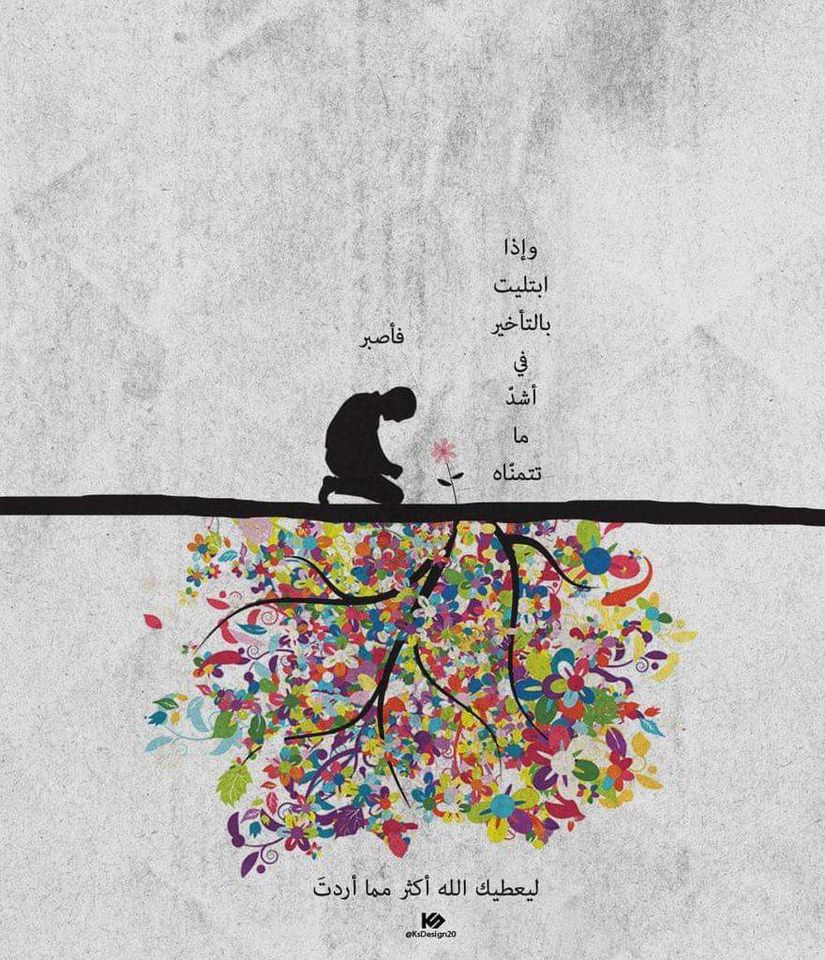 وإذا
ابتليت
بالتأخير
في
أشدّ
ما
تتمنّاه
فأصبر
ليعطيك الله أكثر مما أردتَ
KS
@KsDesign20